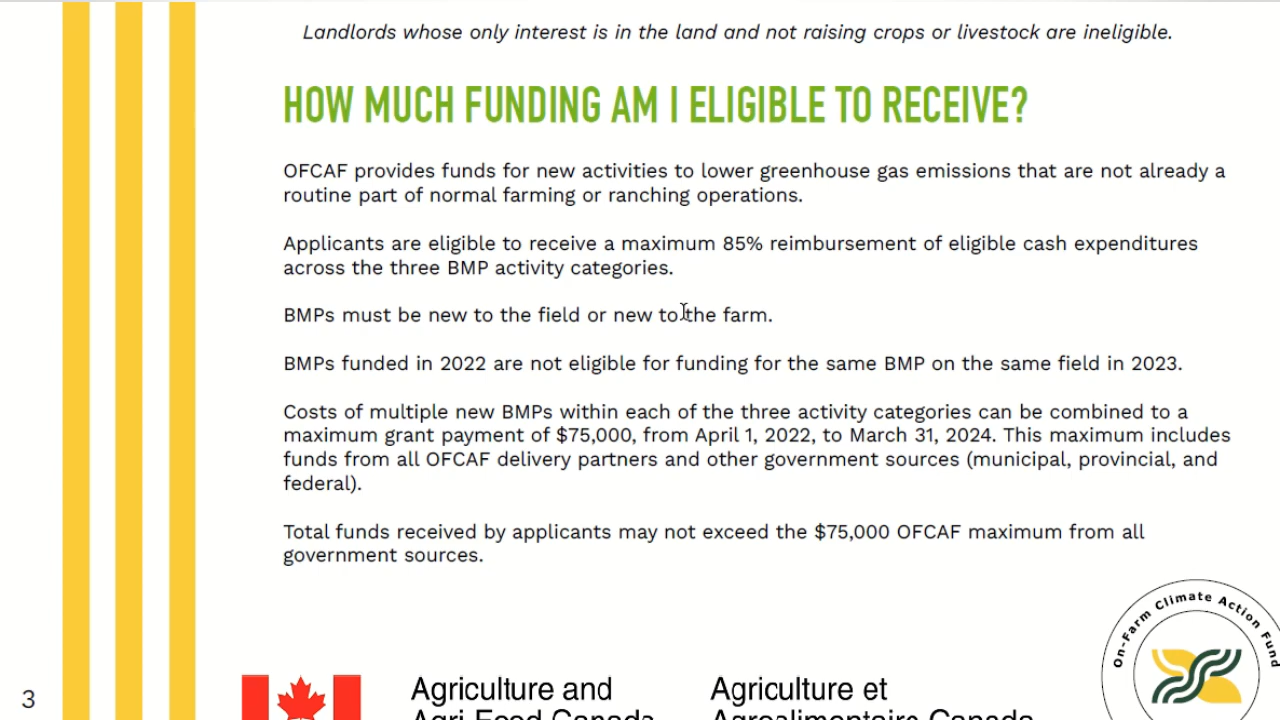 Landlords whose only interest is in the land and not raising crops or livestock are ineligible.
HOW MUCH FUNDING AM I ELIGIBLE TO RECEIVE?
OFCAF provides funds for new activities to lower greenhouse gas emissions that are not already a
routine part of normal farming or ranching operations.
Applicants are eligible to receive a maximum 85% reimbursement of eligible cash expenditures
across the three BMP activity categories.
BMPs must be new to the field or new to the farm.
BMPs funded in 2022 are not eligible for funding for the same BMP on the same field in 2023.
Costs of multiple new BMPs within each of the three activity categories can be combined to a
maximum grant payment of $75,000, from April 1, 2022, to March 31, 2024. This maximum includes
funds from all OFCAF delivery partners and other government sources (municipal, provincial, and
federal).
Total funds received by applicants may not exceed the $75,000 OFCAF maximum from all
government sources.
On-Farm Climate Action Fund
3
Agriculture and
Agri-Food Canada
Agriculture et
Agroalimentaire Canada